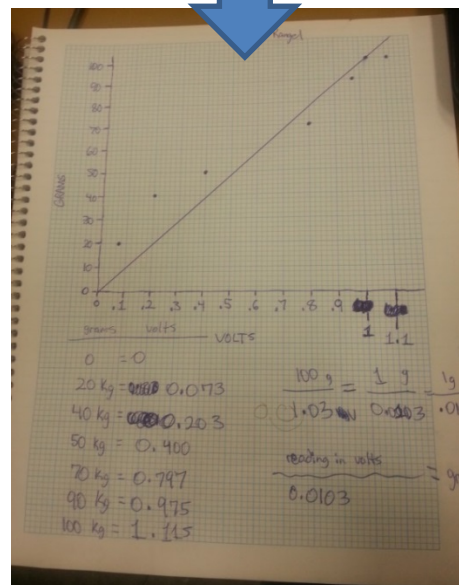 100
90
80
70
60
50
40
30
20
10
0
GRAMS
0 .1 .2 .3 .4 .5 .6 .7 .8 .9 1 1.1
VOLTS
grams volts
0 = 0
20 kg = 0.073
40 kg = 0.203
50 kg = 0.400
70 kg = 0.797
90 kg = 0.975
100 kg = 1.115
100 g = 1 g = 1g
1.03 0.0103 .01
reading in volts =
0.0103